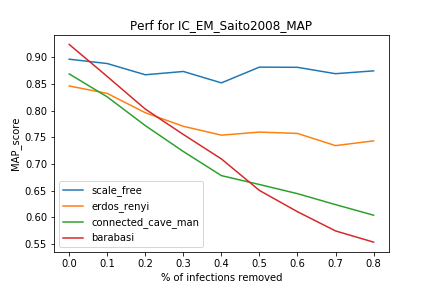 Perf for IC_EM_Saito2008_MAP
MAP_score
0.90
0.85
0.80
0.75
0.70
0.65
0.60
0.55
scale_free
erdos_renyi
connected_cave_man
barabasi
0.0 0.1 0.2 0.3 0.4 0.5 0.6 0.7 0.8
% of infections removed